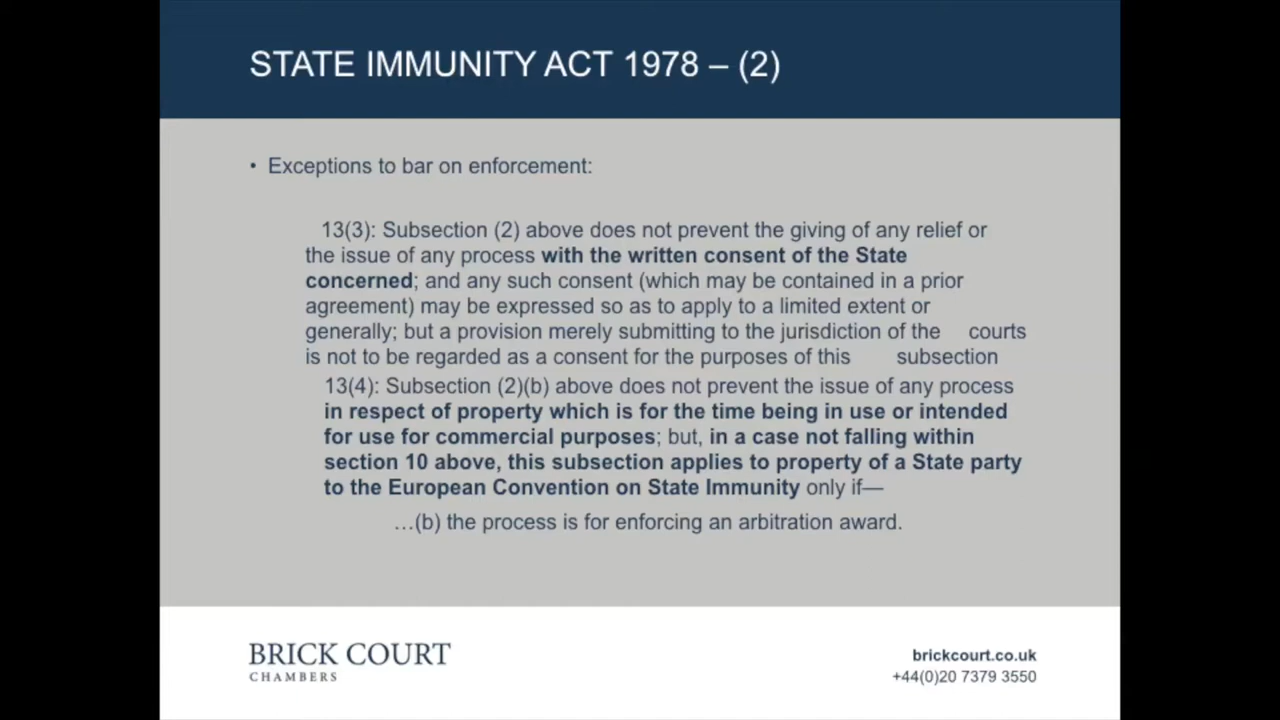 STATE IMMUNITY ACT 1978 – (2)
• Exceptions to bar on enforcement:
13(3): Subsection (2) above does not prevent the giving of any relief or
the issue of any process with the written consent of the State
concerned; and any such consent (which may be contained in a prior
agreement) may be expressed so as to apply to a limited extent or
generally; but a provision merely submitting to the jurisdiction of the courts
is not to be regarded as a consent for the purposes of this subsection
13(4): Subsection (2)(b) above does not prevent the issue of any process
in respect of property which is for the time being in use or intended
for use for commercial purposes; but, in a case not falling within
section 10 above, this subsection applies to property of a State party
to the European Convention on State Immunity only if—
…(b) the process is for enforcing an arbitration award.
BRICK COURT
CHAMBERS
brickcourt.co.uk
+44(0)20 7379 3550